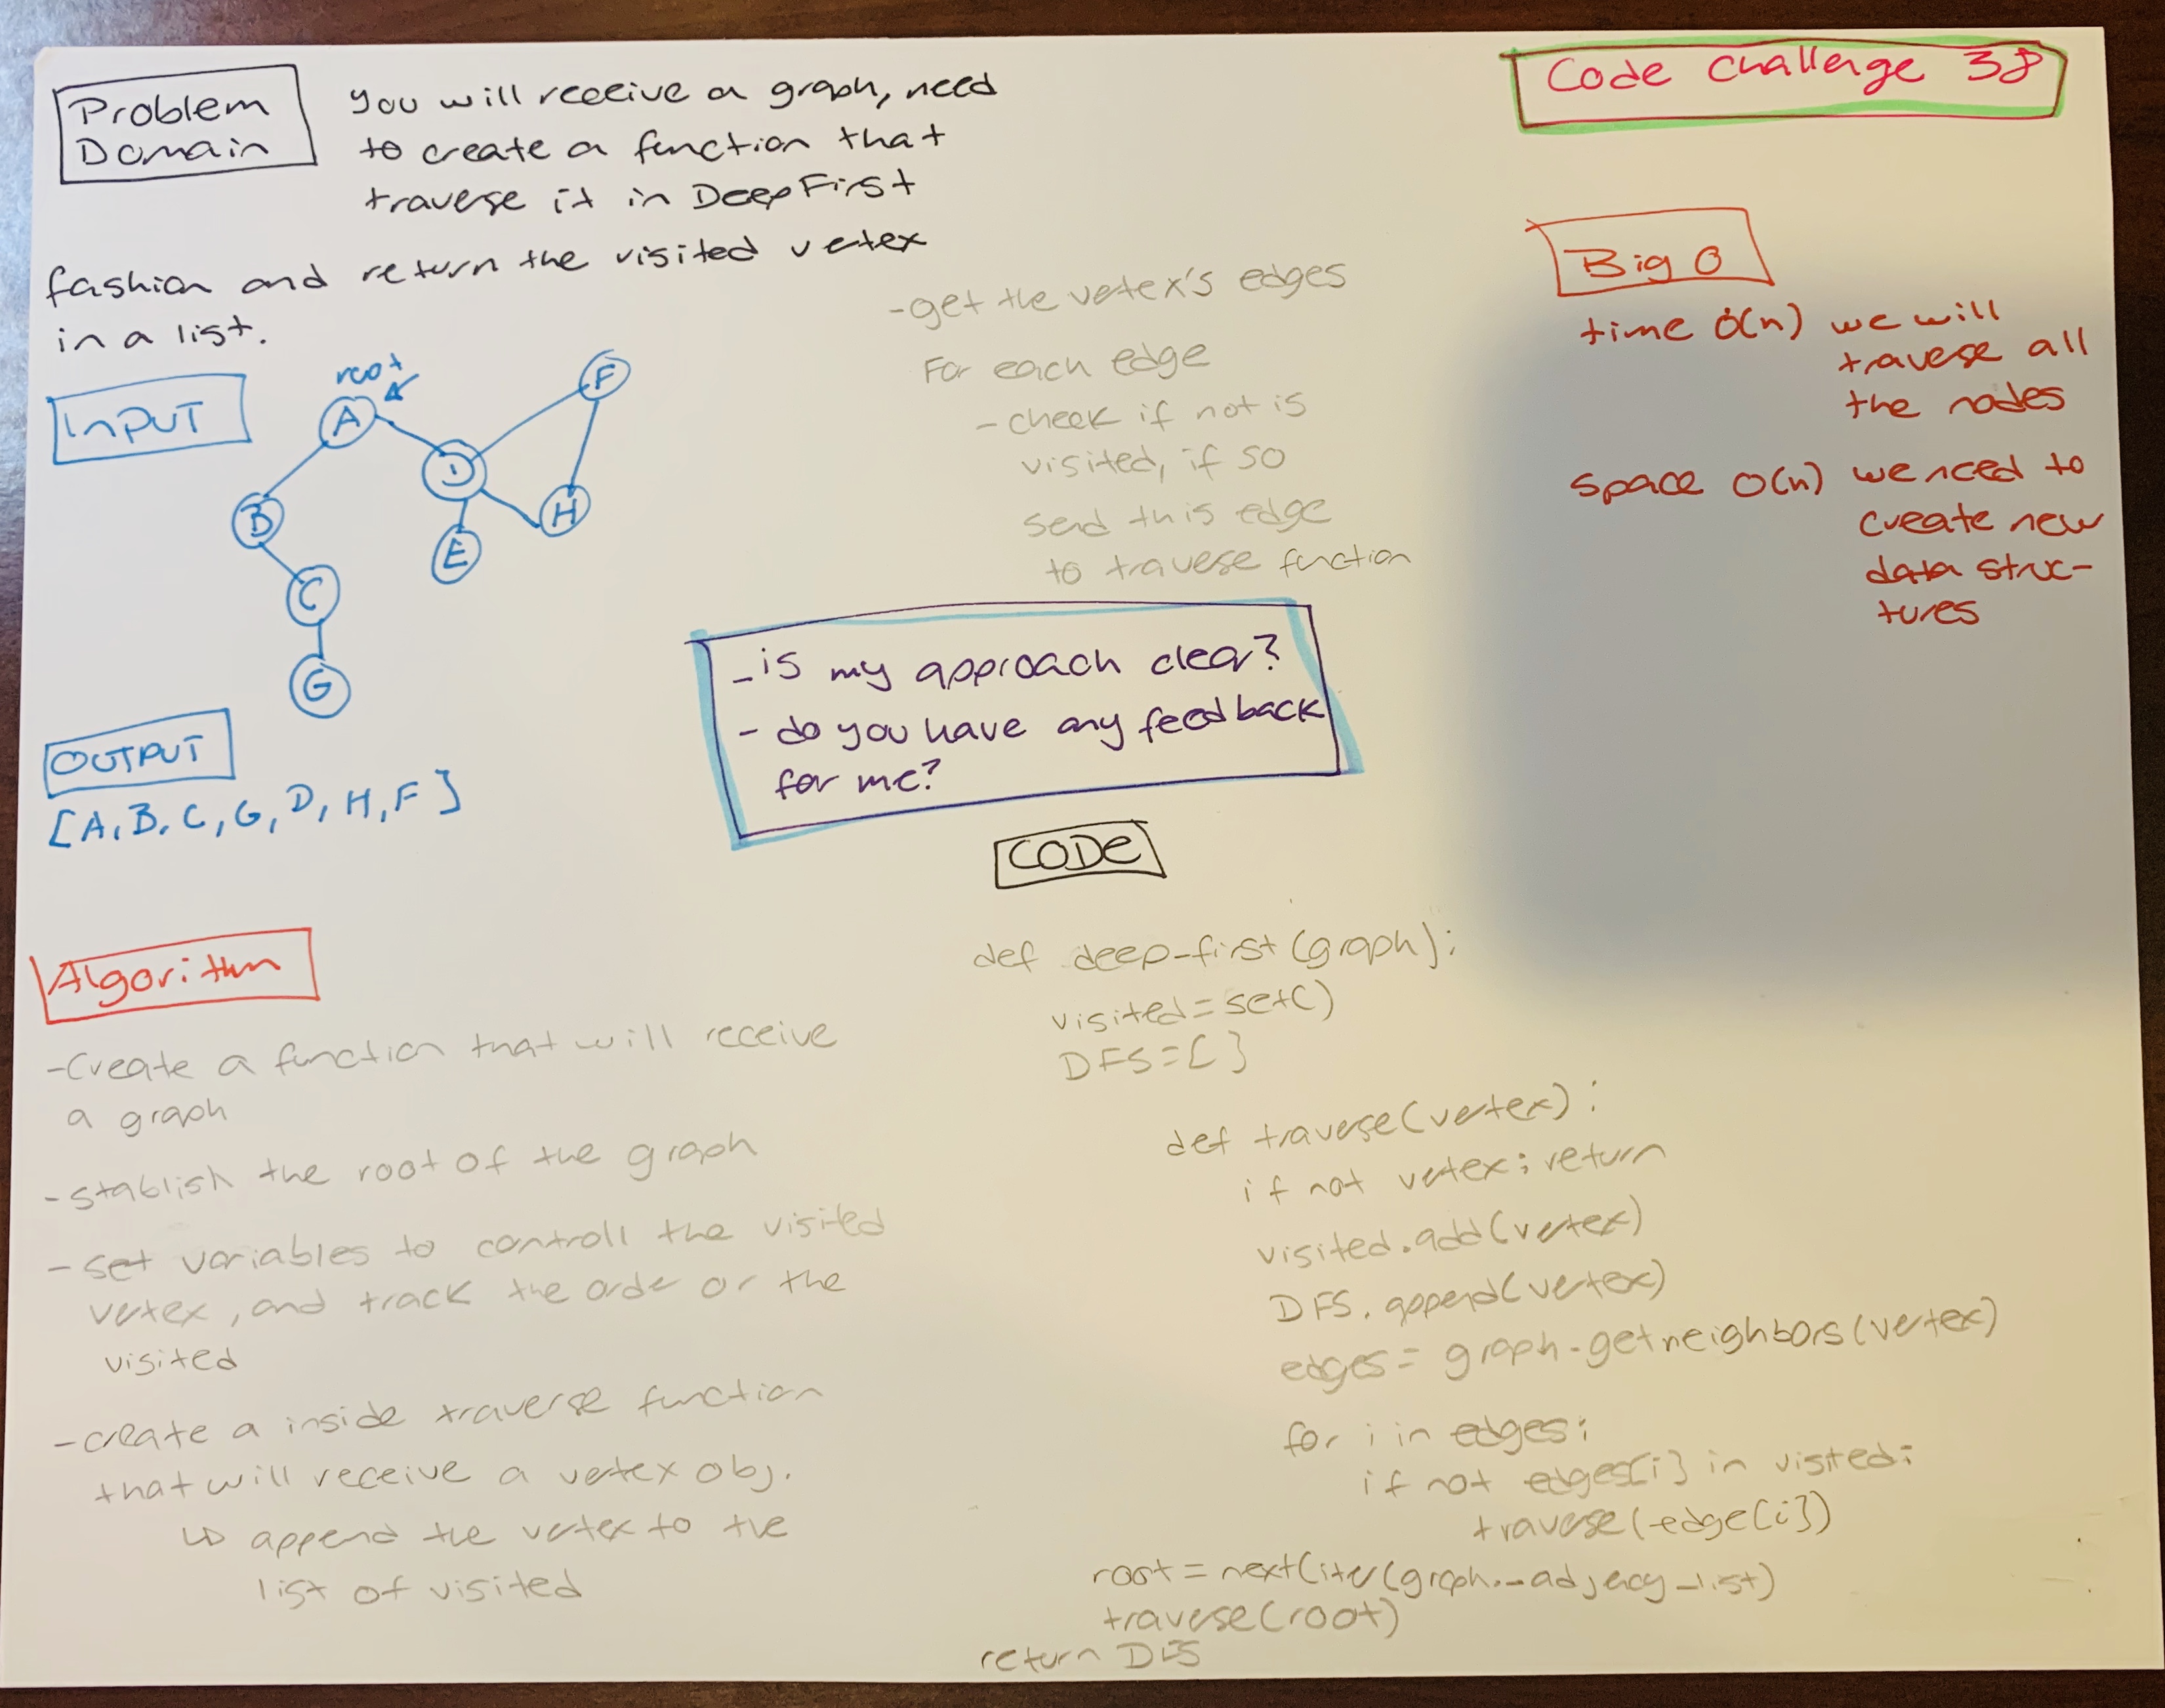 Problem
Domain
you will receive a graph, need
to create a function that
traverse it in DeepFirst
fashion and return the visited vertex
in a list.
INPUT
root
A
F
D
B
H
E
C
G
OUTPUT
[A, B, C, G, D, H, F]
Algorithm
-Create a function that will receive
a graph
-stablish the root of the graph
-set variables to controll the visited
vertex, and track the order or the
visited
-create a inside traverse function
that will receive a vertex obj.
↳ append the vertex to the
list of visited
-get the vetex's edges
For each edge
-check if not is
visited, if so
send this edge
to travese function
-is my approach clear?
- do you have any feedback
for me?
CODE
def deep-first(graph):
visited=set()
DFS=[]
def traverse(vertex):
if not vertex: return
visited.add(vertex)
DFS.append(vertex)
edges= graph.getneighbors(vertex)
for i in edges:
if not edges[i] in visited:
traverse(edge[i])
root = next(iter(graph._adjency_list)
traverse(root)
return DFS
Code Challenge 38
Big O
time O(n) we will
travese all
the nodes
space O(n) we need to
create new
data struc-
tures